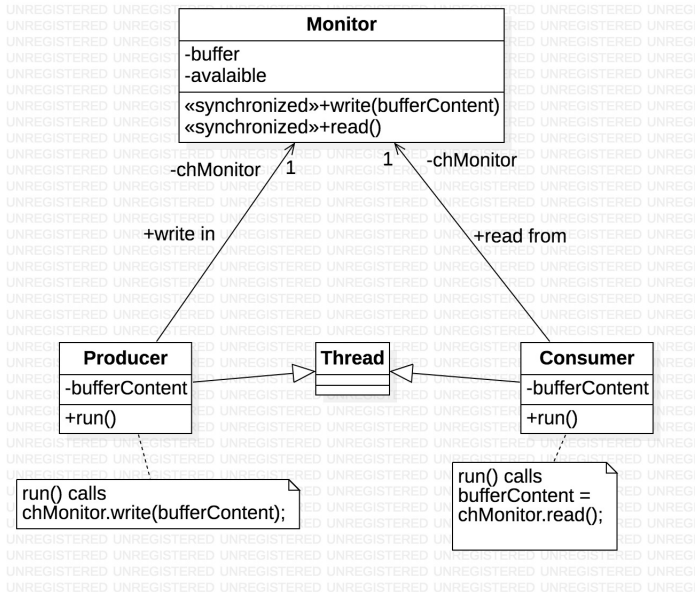 Monitor
-buffer
-avalaible
«synchronized»+write(bufferContent)
«synchronized»+read()
-chMonitor
1
1
-chMonitor
+write in
+read from
Producer
-bufferContent
+run()
Thread
Consumer
-bufferContent
+run()
run() calls
chMonitor.write(bufferContent);
run() calls
bufferContent =
chMonitor.read();
UNREGISTERED